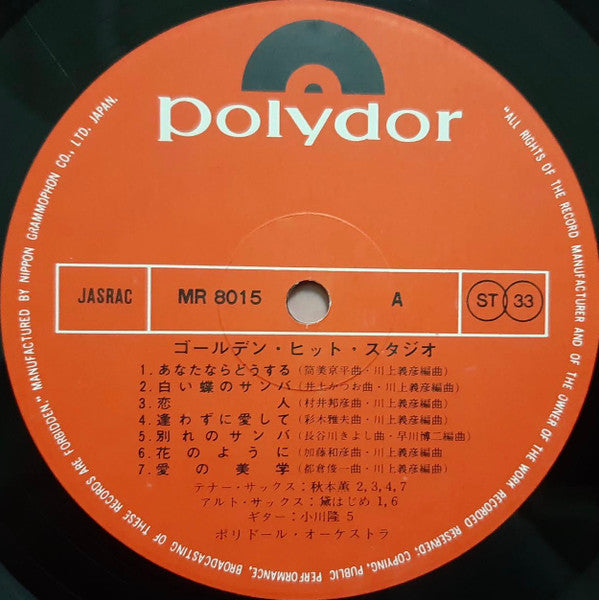 polydor
JASRAC MR 8015 A ST 33
ゴールデン・ヒット・スタジオ
1. あなたならどうする(筒美京平曲・川上義彦編曲)
2. 白い蝶のサンバ(井上かつお曲・川上義彦編曲)
3. 恋人(村井邦彦曲・川上義彦編曲)
4. 逢わずに愛して(彩木雅夫曲・川上義彦編曲)
5. 別れのサンバ(長谷川きよし曲・早川博二編曲)
6. 花のように(加藤和彦曲・川上義彦編曲)
7. 愛の美学(都倉俊一曲・川上義彦編曲)
テナー・サックス:秋本薫 2,3,4,7
アルト・サックス:黛はじめ 1,6
ギター:小川隆 5
ポリドール・オーケストラ
"ALL RIGHTS OF THE RECORD MANUFACTURER AND OF THE OWNER OF THE WORK RECORDED RESERVED; COPYING, PUBLIC PERFORMANCE, BROADCASTING OF THESE RECORDS ARE FORBIDDEN." MANUFACTURED BY NIPPON GRAMMOPHON CO., LTD. JAPAN.